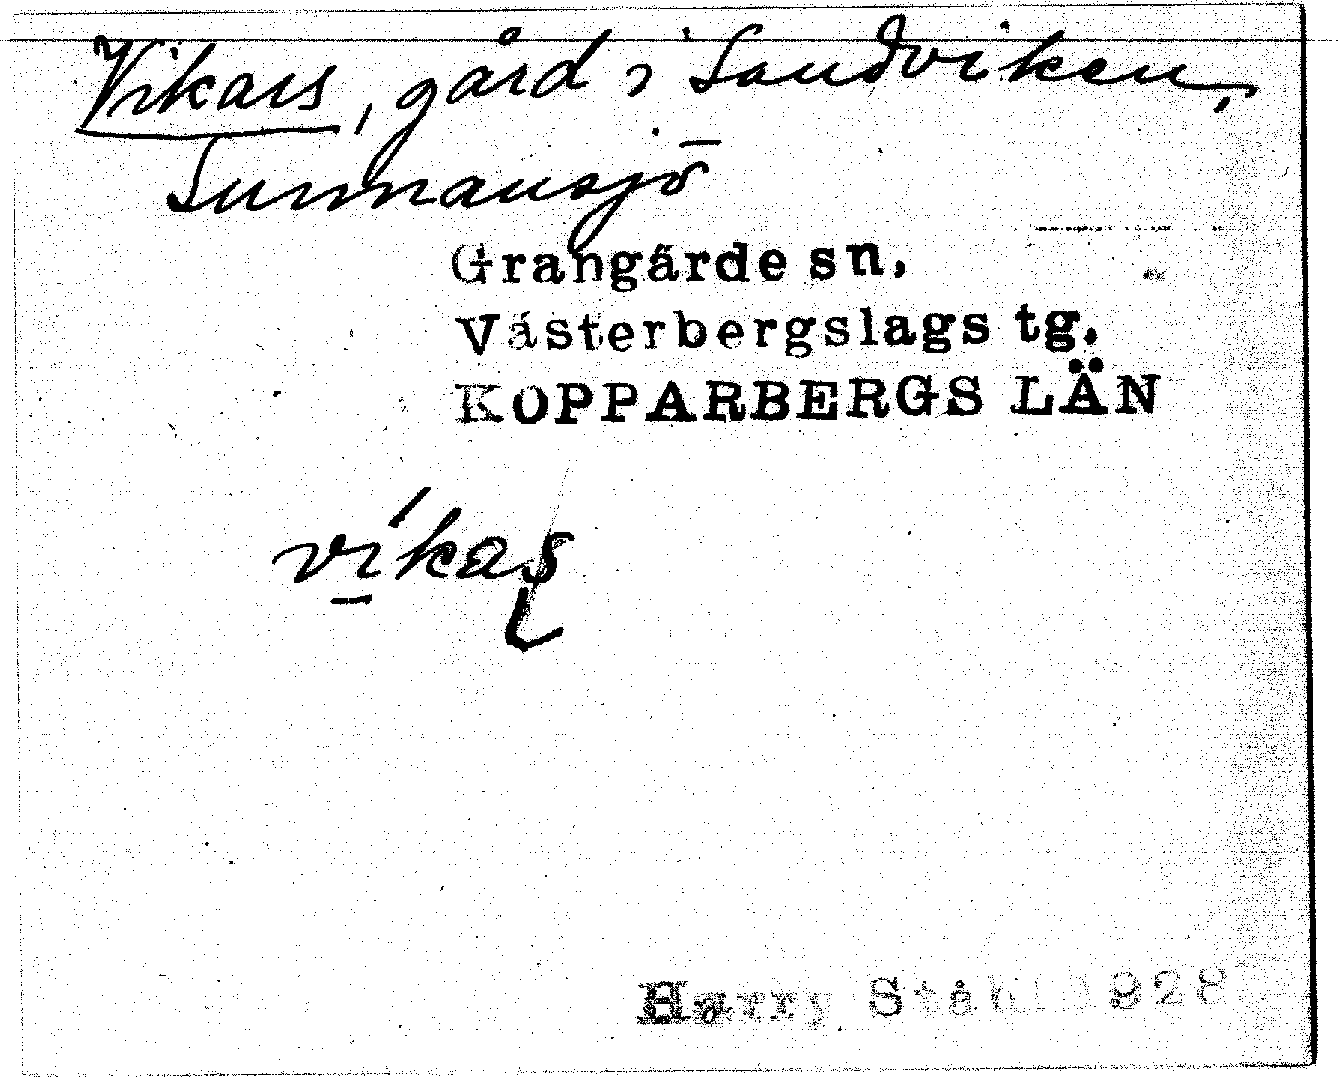 Vikars, gård i Sandviken,
Sunnansjö
Grangärde sn.
Västerbergslags tg.
KOPPARBERGS LÄN
víkaʂ
Harry Ståhl 1928